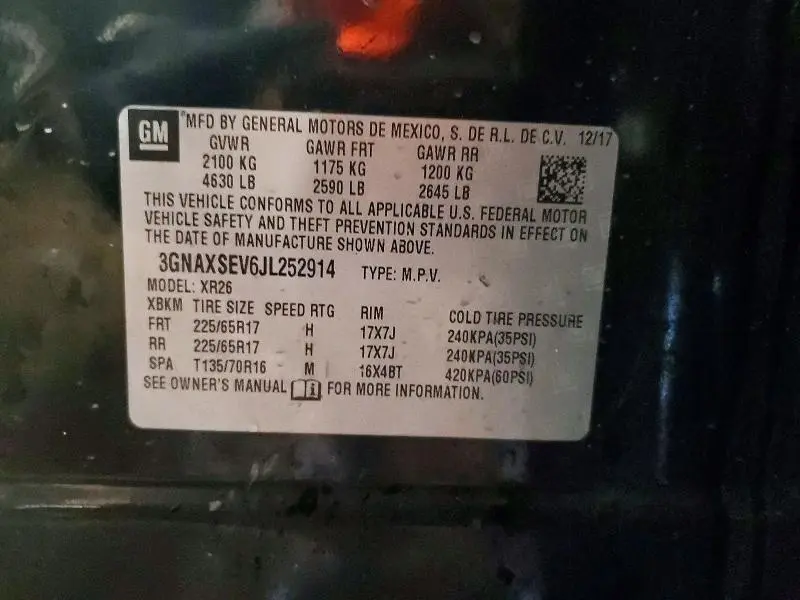 GM
*MFD BY GENERAL MOTORS DE MEXICO, S. DE R.L. DE C.V. 12/17
GVWR GAWR FRT GAWR RR
2100 KG 1175 KG 1200 KG
4630 LB 2590 LB 2645 LB
THIS VEHICLE CONFORMS TO ALL APPLICABLE U.S. FEDERAL MOTOR
VEHICLE SAFETY AND THEFT PREVENTION STANDARDS IN EFFECT ON
THE DATE OF MANUFACTURE SHOWN ABOVE.
3GNAXSEV6JL252914 TYPE: M.P.V.
MODEL: XR26
XBKM TIRE SIZE SPEED RTG RIM COLD TIRE PRESSURE
FRT 225/65R17 H 17X7J 240KPA(35PSI)
RR 225/65R17 H 17X7J 240KPA(35PSI)
SPA T135/70R16 M 16X4BT 420KPA(60PSI)
SEE OWNER'S MANUAL i FOR MORE INFORMATION.